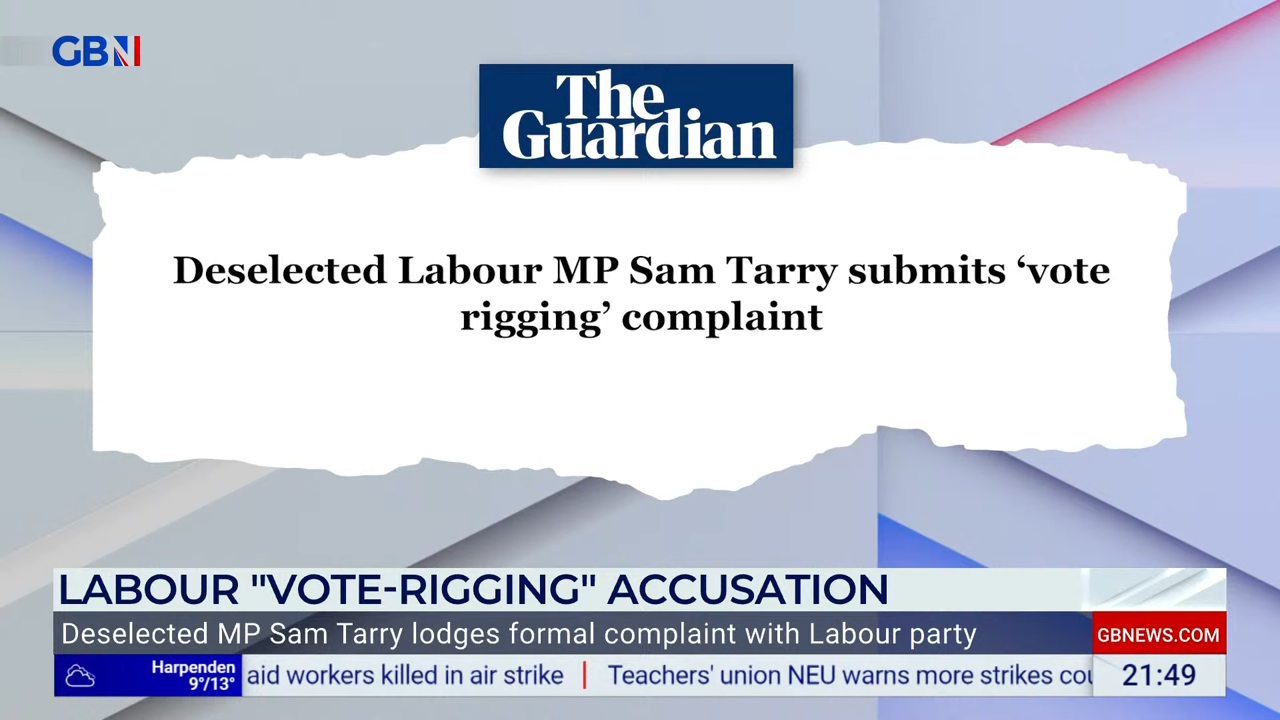 GBN
The
Guardian
Deselected Labour MP Sam Tarry submits ‘vote
rigging’ complaint
LABOUR "VOTE-RIGGING" ACCUSATION
Deselected MP Sam Tarry lodges formal complaint with Labour party
GBNEWS.COM
Harpenden
9°/13°
aid workers killed in air strike | Teachers' union NEU warns more strikes
21:49